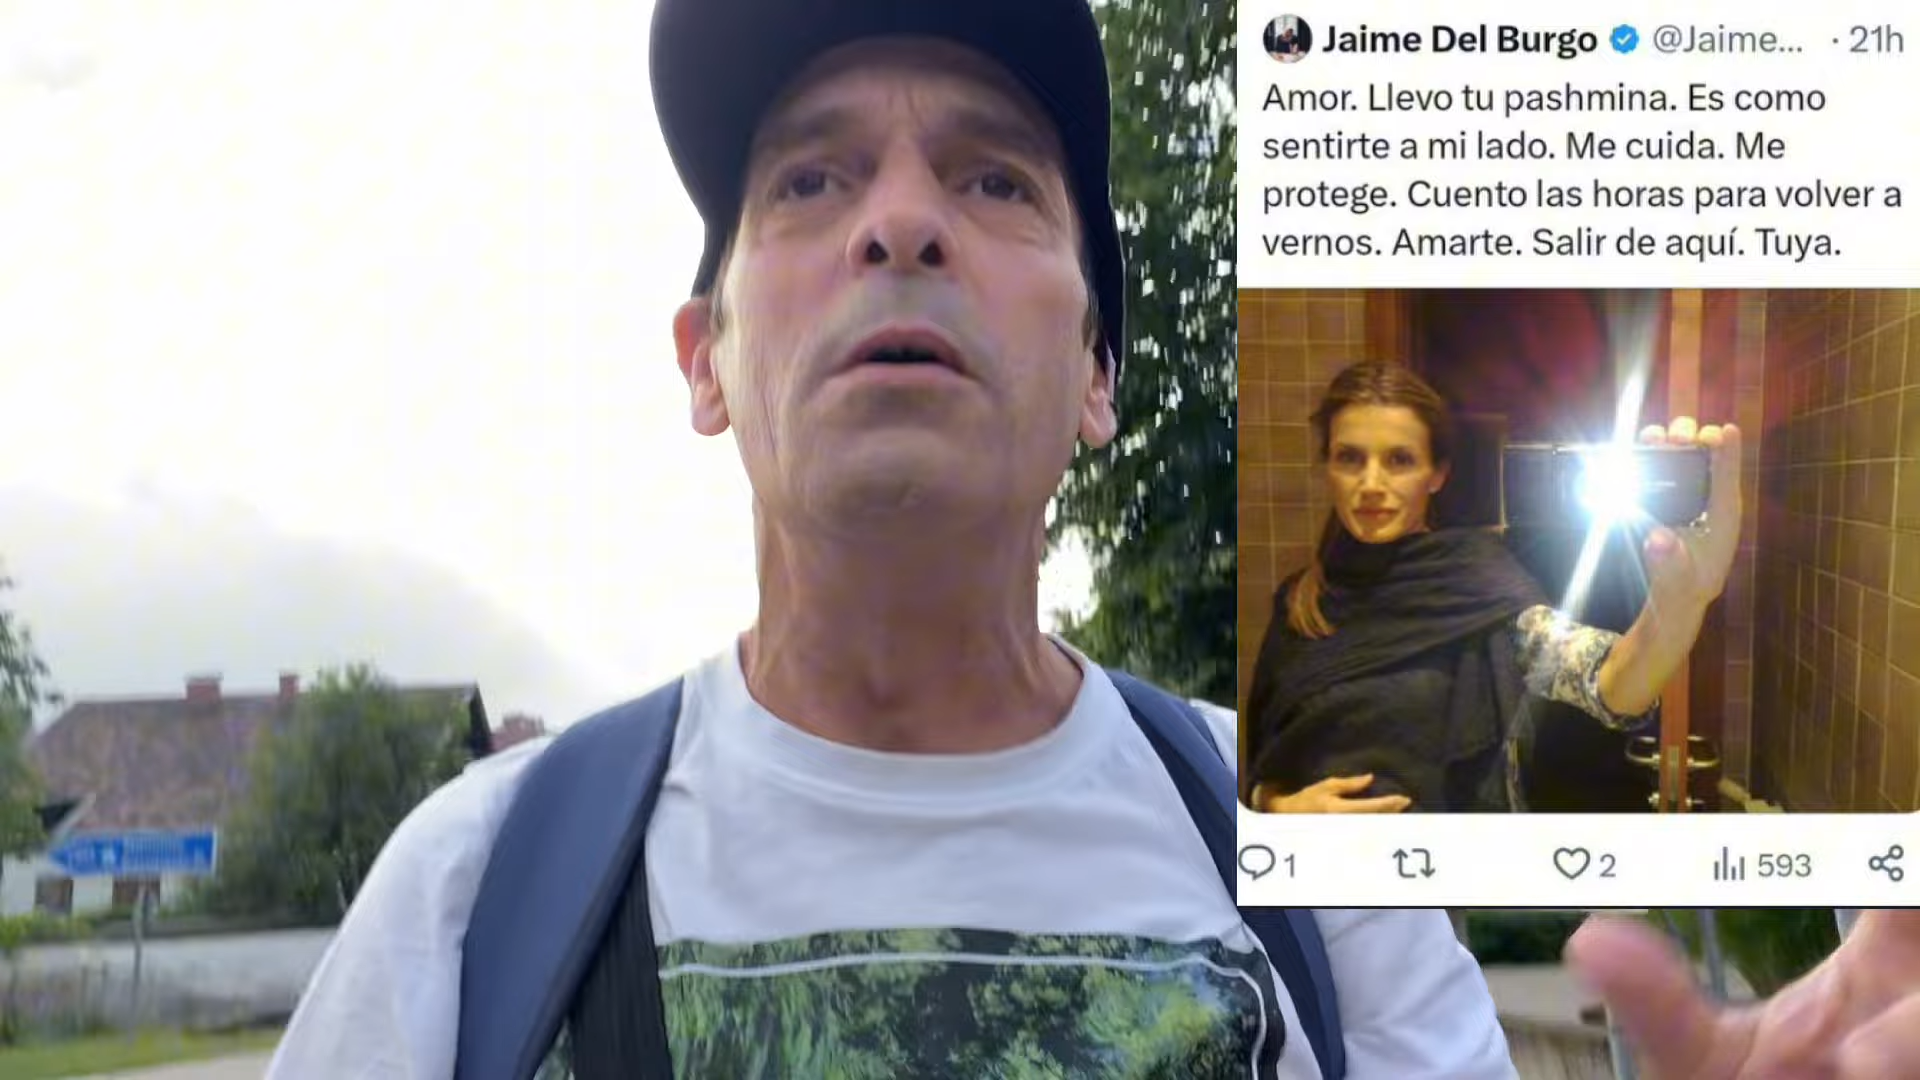 Jaime Del Burgo @Jaime... · 21h
Amor. Llevo tu pashmina. Es como
sentirte a mi lado. Me cuida. Me
protege. Cuento las horas para volver a
vernos. Amarte. Salir de aquí. Tuya.
1
2
593